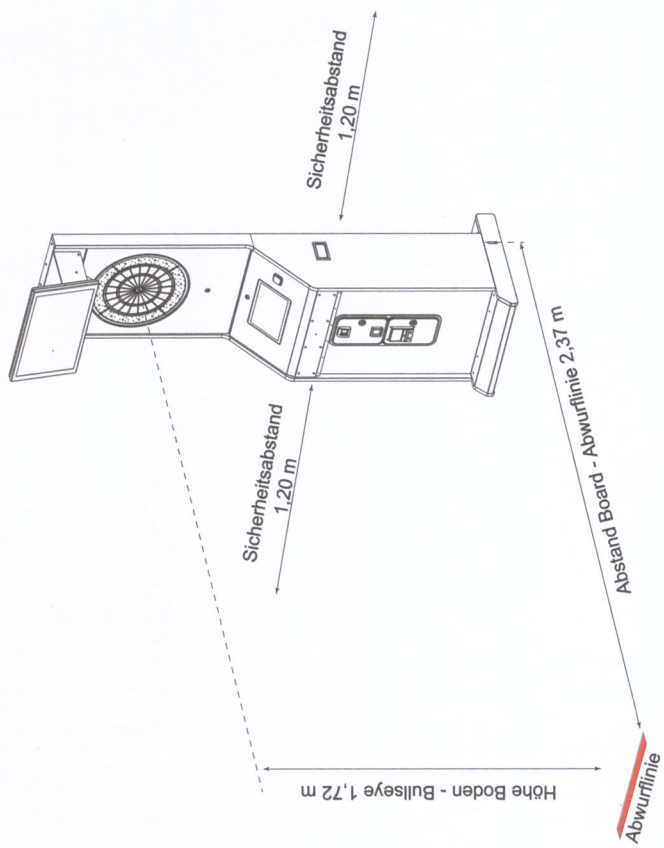 Sicherheitsabstand
1,20 m
Sicherheitsabstand
1,20 m
Abstand Board - Abwurflinie 2,37 m
Höhe Boden - Bullseye 1,72 m
Abwurflinie